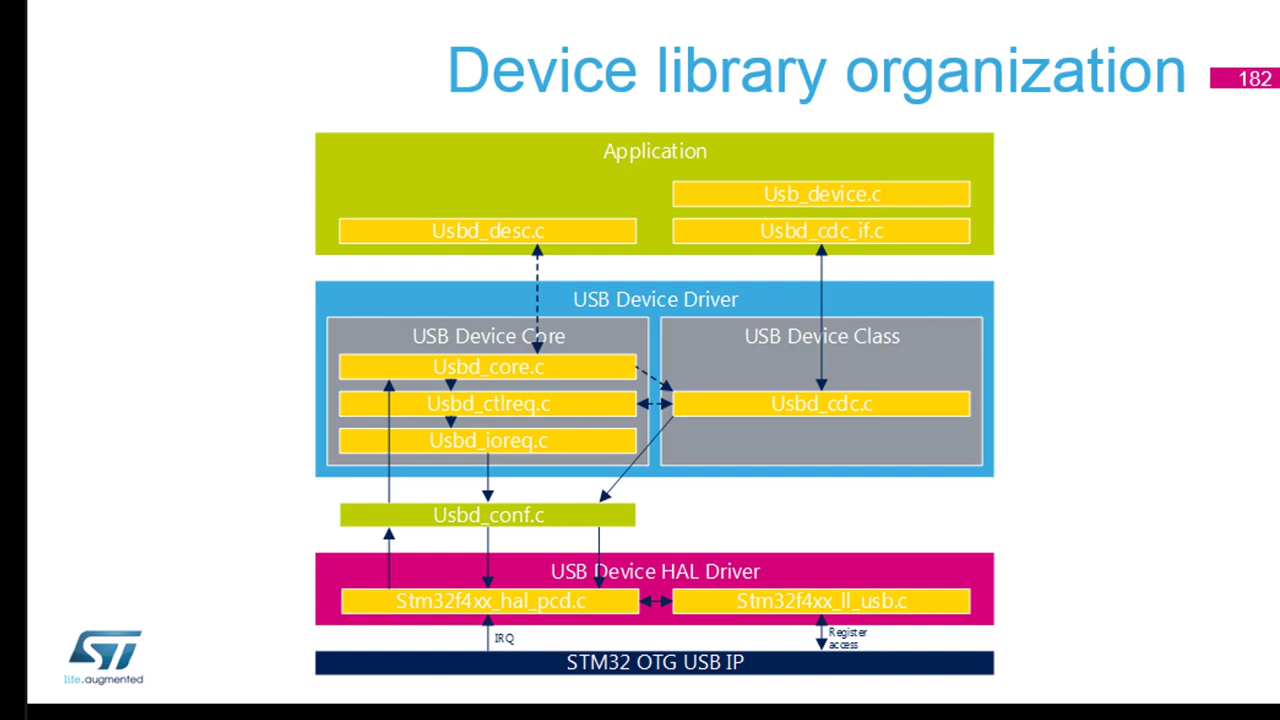 Device library organization
182
Application
Usb_device.c
Usbd_desc.c
Usbd_cdc_if.c
USB Device Driver
USB Device Core
USB Device Class
Usbd_core.c
Usbd_ctlreq.c
Usbd_cdc.c
Usbd_ioreq.c
Usbd_conf.c
USB Device HAL Driver
Stm32f4xx_hal_pcd.c
Stm32f4xx_ll_usb.c
IRQ
Register
access
STM32 OTG USB IP
ST
life.augmented